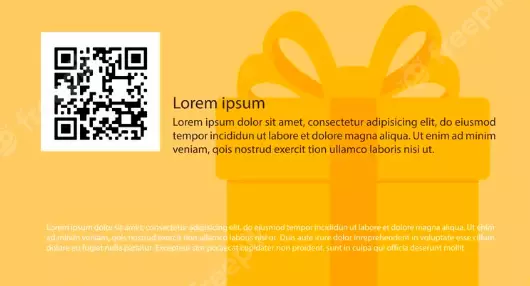 Lorem ipsum
Lorem ipsum dolor sit amet, consectetur adipisicing elit, do eiusmod
tempor incididun ut labore et dolore magna aliqua. Ut enim ad minim
veniam, qois nostrud exercit tion ullamco laboris nisi ut.
Lorem ipsum dolor sit amet, consectetur adipisicing elit, do eiusmod tempor incididun ut labore et dolore magna aliqua. Ut enim
ad minim veniam, qois nostrud exercit tion ullamco laboris nisi ut. Duis aute irure dolor inreprehenderit in voluptate esse cillum
dolore eu fugiat nulla pariatur. Excepteur sint occaecat cupidatat non proident, sunt in culpa qui officia deserunt mollit